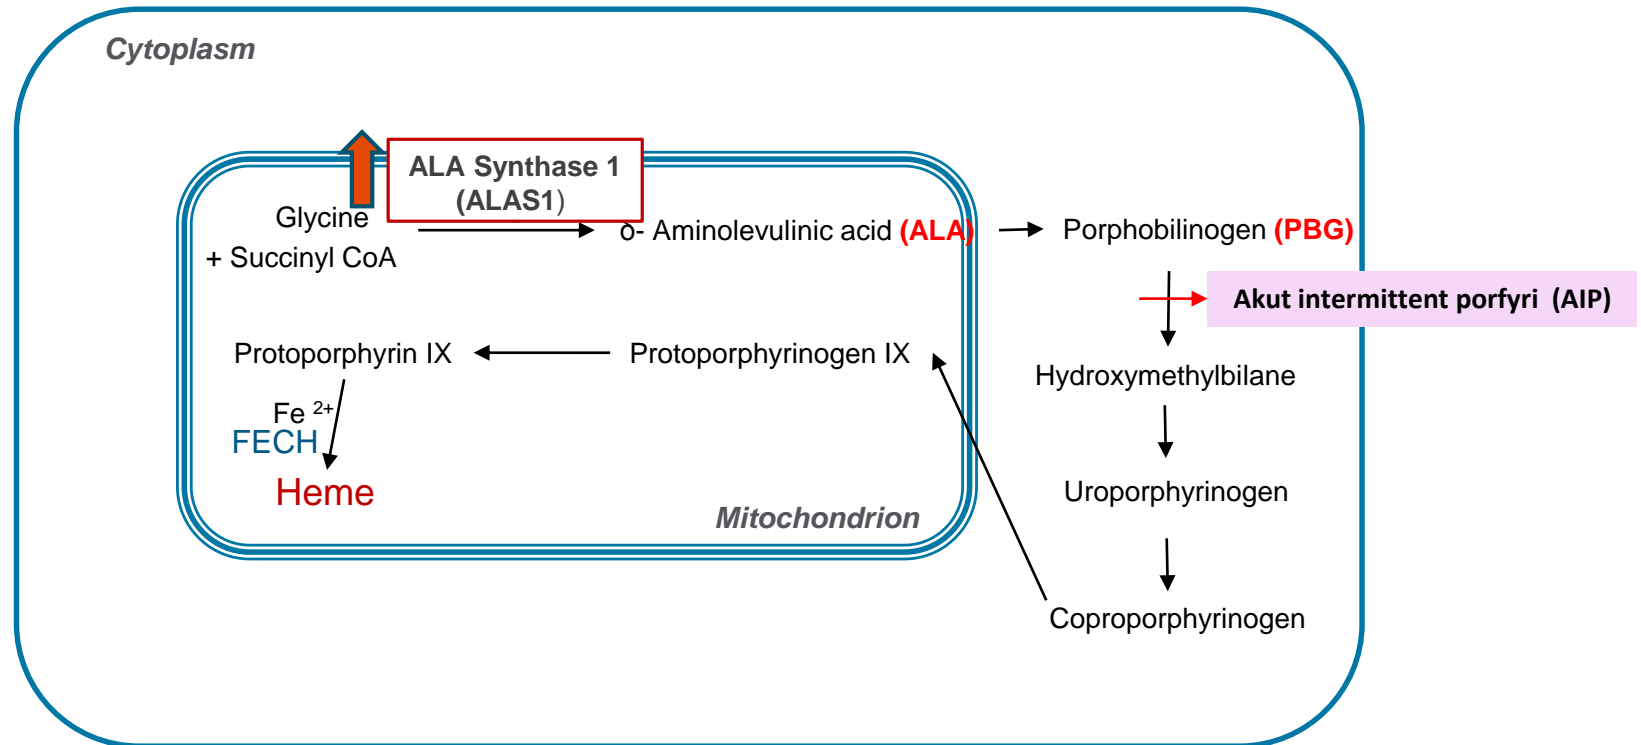 Cytoplasm
ALA Synthase 1
(ALAS1)
Glycine
+ Succinyl CoA
δ- Aminolevulinic acid (ALA)
Porphobilinogen (PBG)
Akut intermittent porfyri (AIP)
Protoporphyrin IX
Protoporphyrinogen IX
Hydroxymethylbilane
Fe 2+
FECH
Heme
Uroporphyrinogen
Mitochondrion
Coproporphyrinogen